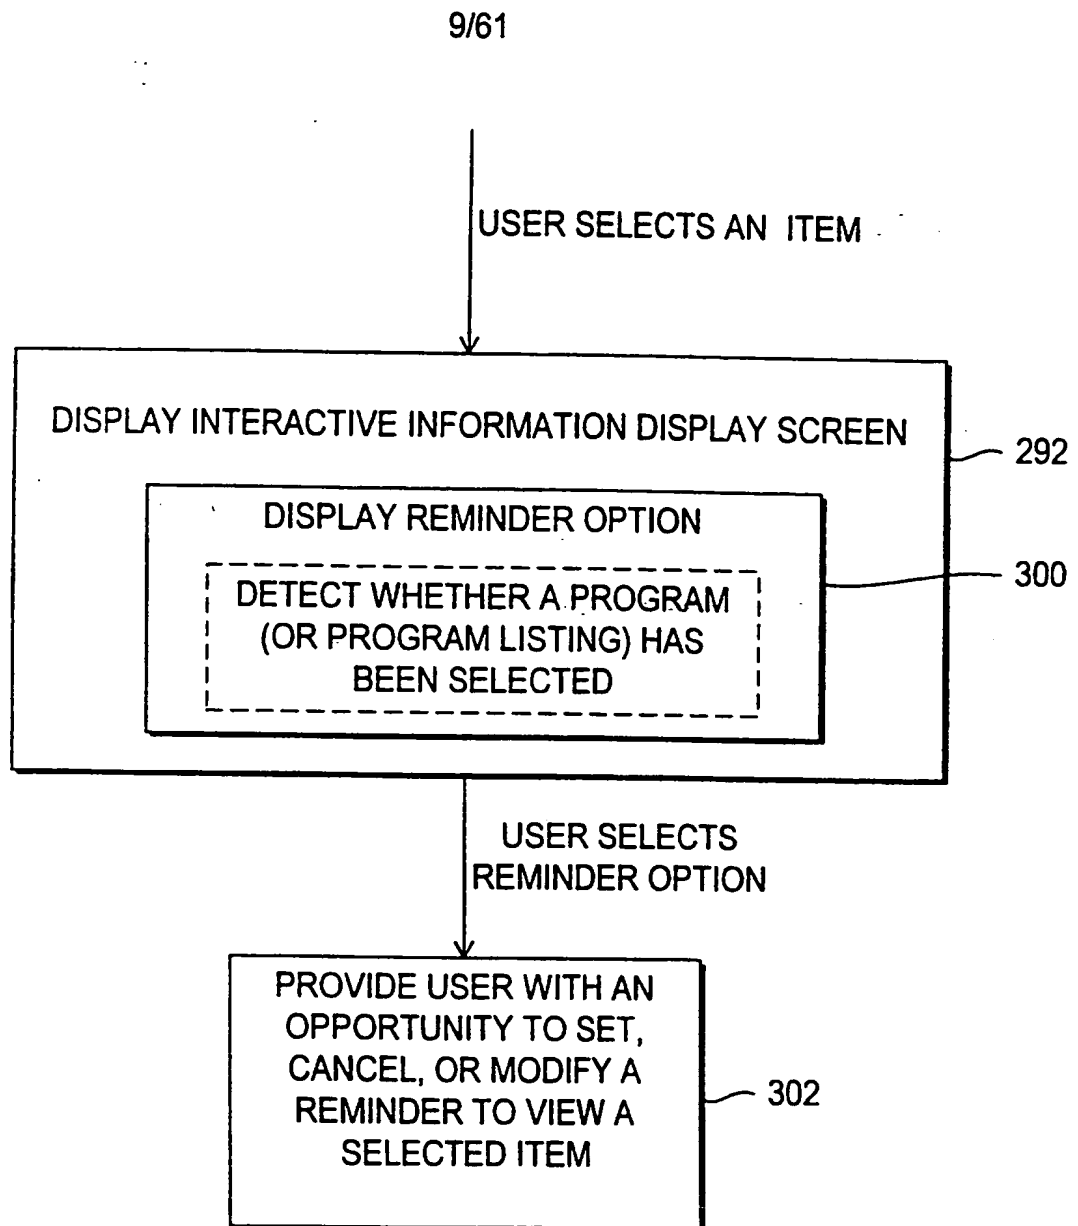 9/61
USER SELECTS AN ITEM
DISPLAY INTERACTIVE INFORMATION DISPLAY SCREEN
292
DISPLAY REMINDER OPTION
300
DETECT WHETHER A PROGRAM
(OR PROGRAM LISTING) HAS
BEEN SELECTED
USER SELECTS
REMINDER OPTION
PROVIDE USER WITH AN
OPPORTUNITY TO SET,
CANCEL, OR MODIFY A
REMINDER TO VIEW A
SELECTED ITEM
302